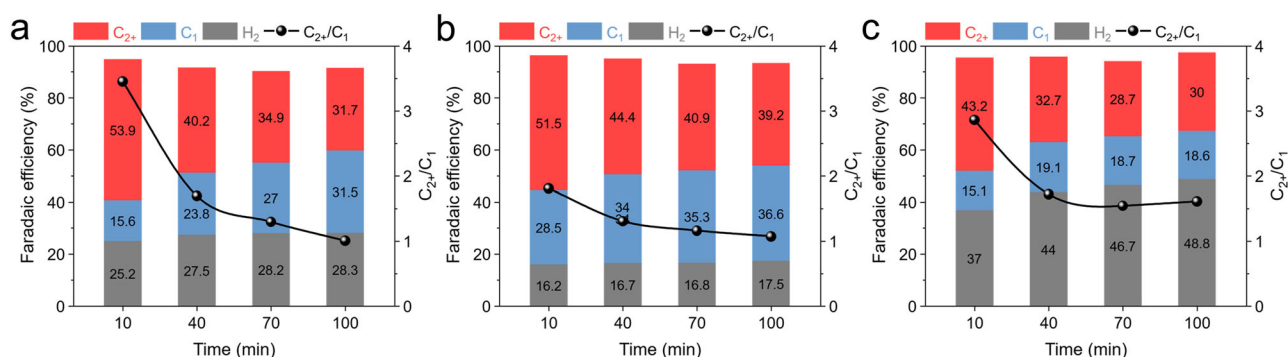 a
C₂₊ C₁ H₂ C₂₊/C₁
Faradaic efficiency (%)
100
80
60
40
20
0
53.9 40.2 34.9 31.7
15.6 23.8 27 31.5
25.2 27.5 28.2 28.3
4
3
2
1
0
C₂₊/C₁
10 40 70 100
Time (min)
b
C₂₊ C₁ H₂ C₂₊/C₁
Faradaic efficiency (%)
100
80
60
40
20
0
51.5 44.4 40.9 39.2
28.5 34 35.3 36.6
16.2 16.7 16.8 17.5
4
3
2
1
0
C₂₊/C₁
10 40 70 100
Time (min)
c
C₂₊ C₁ H₂ C₂₊/C₁
Faradaic efficiency (%)
100
80
60
40
20
0
43.2 32.7 28.7 30
15.1 19.1 18.7 18.6
37 44 46.7 48.8
4
3
2
1
0
C₂₊/C₁
10 40 70 100
Time (min)